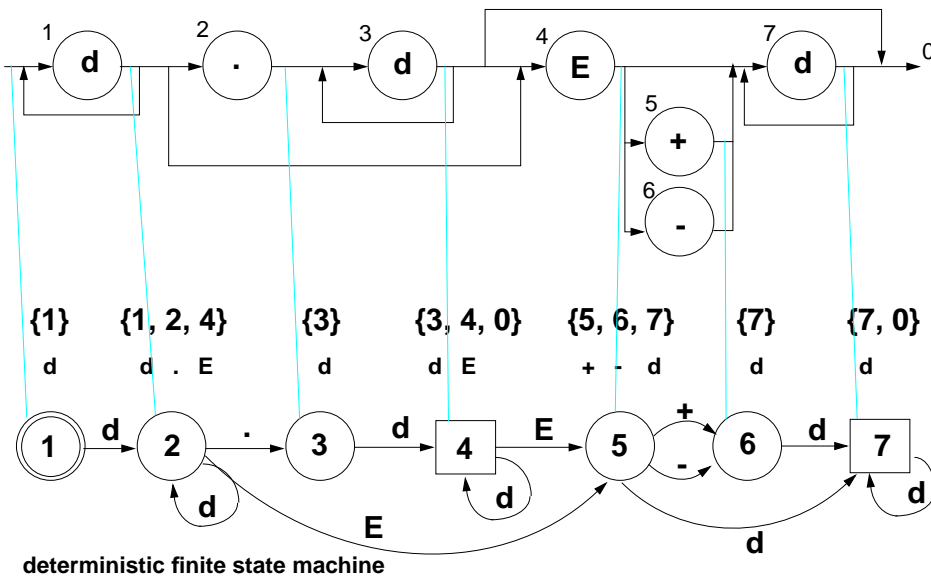 1 2 3 4 7 0
d . d E d
5
+
6
-
{1} {1, 2, 4} {3} {3, 4, 0} {5, 6, 7} {7} {7, 0}
d d . E d d E + - d d d
1 d 2 . 3 d 4 E 5 + 6 d 7
-
d d d
E d
deterministic finite state machine